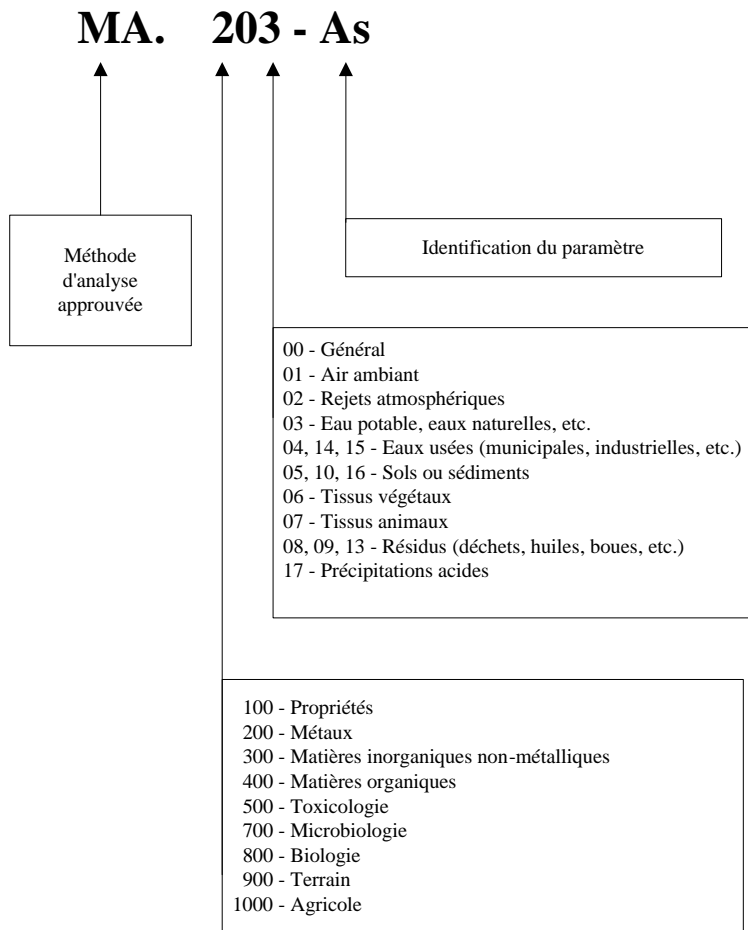 MA. 203 - As
Méthode
d'analyse
approuvée
Identification du paramètre
00 - Général
01 - Air ambiant
02 - Rejets atmosphériques
03 - Eau potable, eaux naturelles, etc.
04, 14, 15 - Eaux usées (municipales, industrielles, etc.)
05, 10, 16 - Sols ou sédiments
06 - Tissus végétaux
07 - Tissus animaux
08, 09, 13 - Résidus (déchets, huiles, boues, etc.)
17 - Précipitations acides
100 - Propriétés
200 - Métaux
300 - Matières inorganiques non-métalliques
400 - Matières organiques
500 - Toxicologie
700 - Microbiologie
800 - Biologie
900 - Terrain
1000 - Agricole